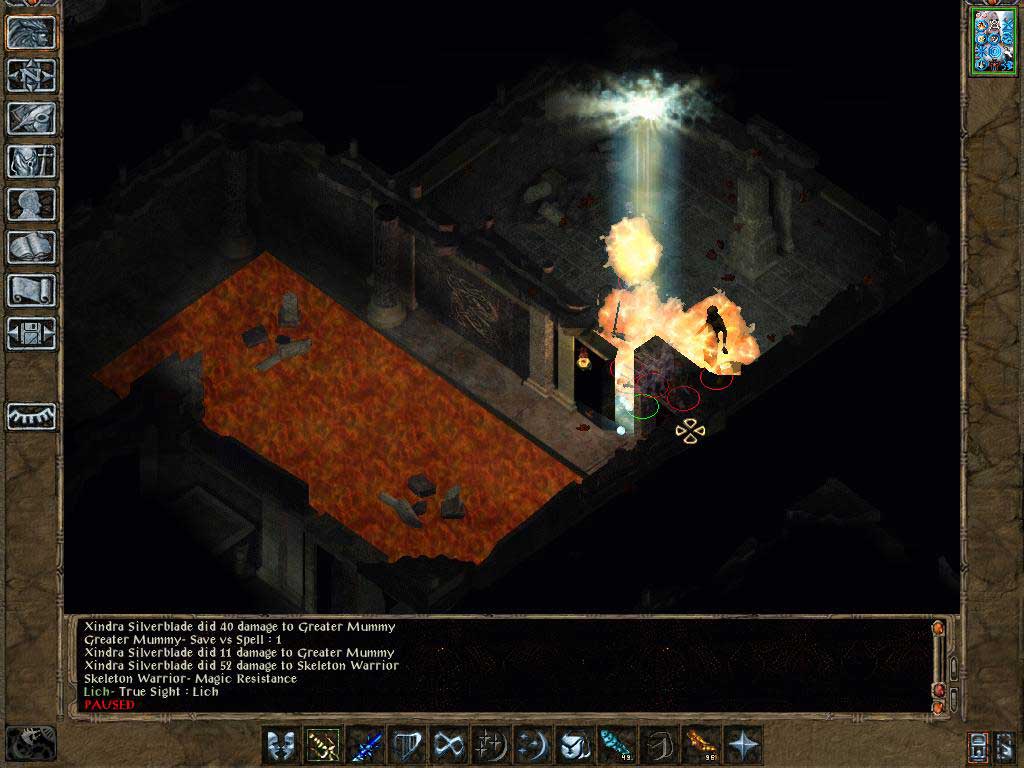 Xindra Silverblade did 40 damage to Greater Mummy
Greater Mummy- Save vs Spell : 1
Xindra Silverblade did 11 damage to Greater Mummy
Xindra Silverblade did 52 damage to Skeleton Warrior
Skeleton Warrior- Magic Resistance
Lich- True Sight : Lich
PAUSED